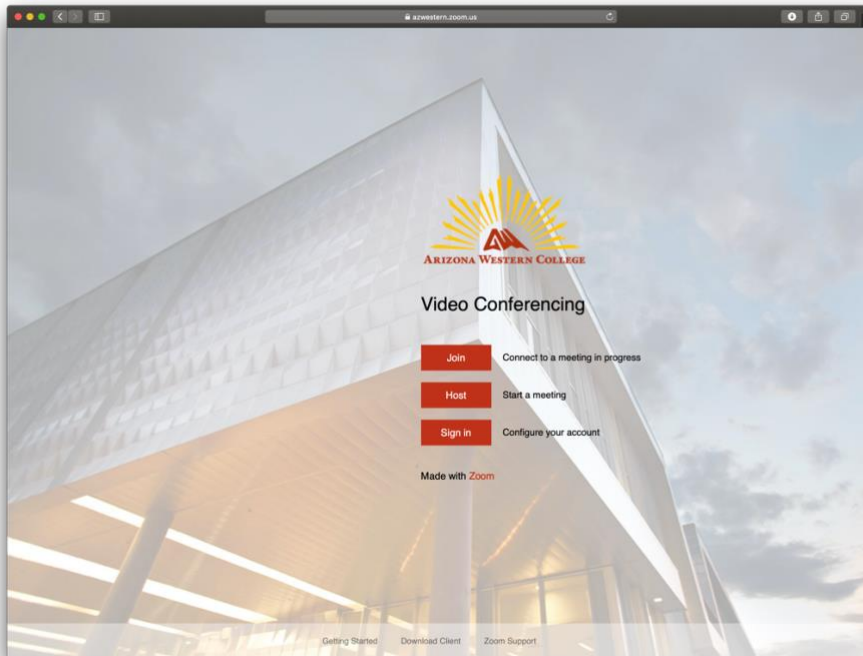 azwestern.zoom.us
ARIZONA WESTERN COLLEGE
Video Conferencing
Join Connect to a meeting in progress
Host Start a meeting
Sign in Configure your account
Made with Zoom
Getting Started Download Client Zoom Support